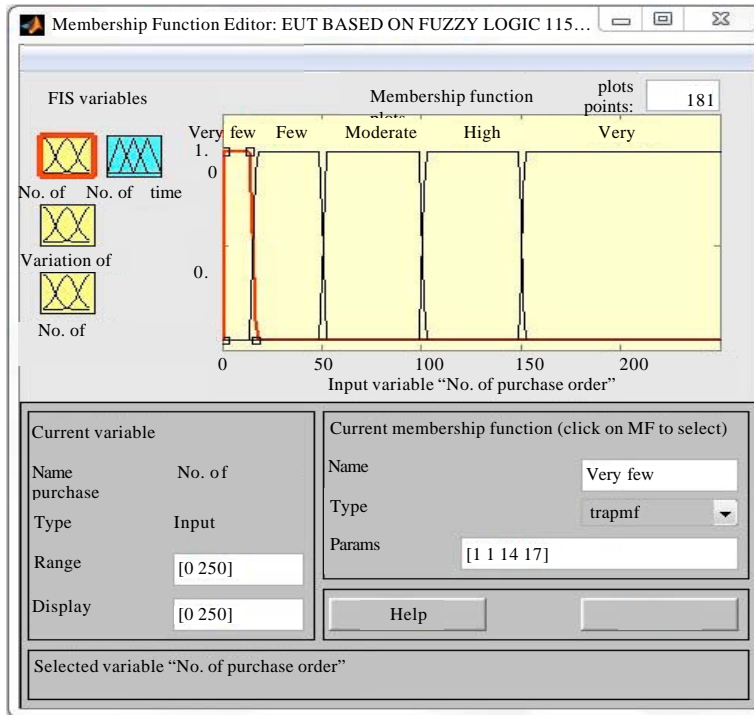 Membership Function Editor: EUT BASED ON FUZZY LOGIC 115…
FIS variables
Membership function
plots
plots
points:
181
Very few Few Moderate High Very
1.
0
No. of No. of time
Variation of
0.
No. of
0 50 100 150 200
Input variable “No. of purchase order”
Current variable
Name No. of
purchase
Type Input
Range [0 250]
Display [0 250]
Current membership function (click on MF to select)
Name Very few
Type trapmf
Params [1 1 14 17]
Help
Selected variable “No. of purchase order”